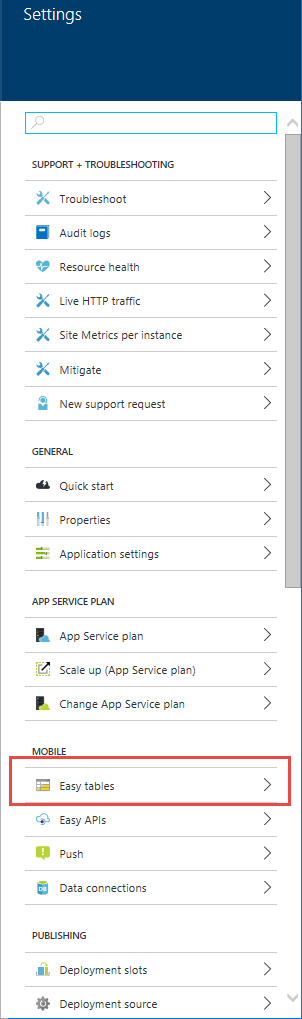 Settings
SUPPORT + TROUBLESHOOTING
Troubleshoot
Audit logs
Resource health
Live HTTP traffic
Site Metrics per instance
Mitigate
New support request
GENERAL
Quick start
Properties
Application settings
APP SERVICE PLAN
App Service plan
Scale up (App Service plan)
Change App Service plan
MOBILE
Easy tables
Easy APIs
Push
DB Data connections
PUBLISHING
Deployment slots
Deployment source